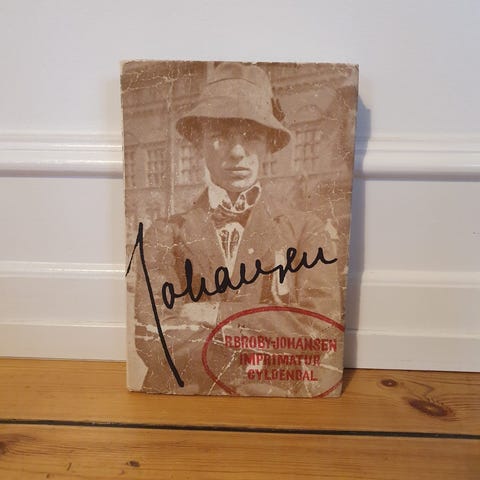 Johansen
R.BROBY-JOHANSEN
IMPRIMATUR
GYLDENDAL